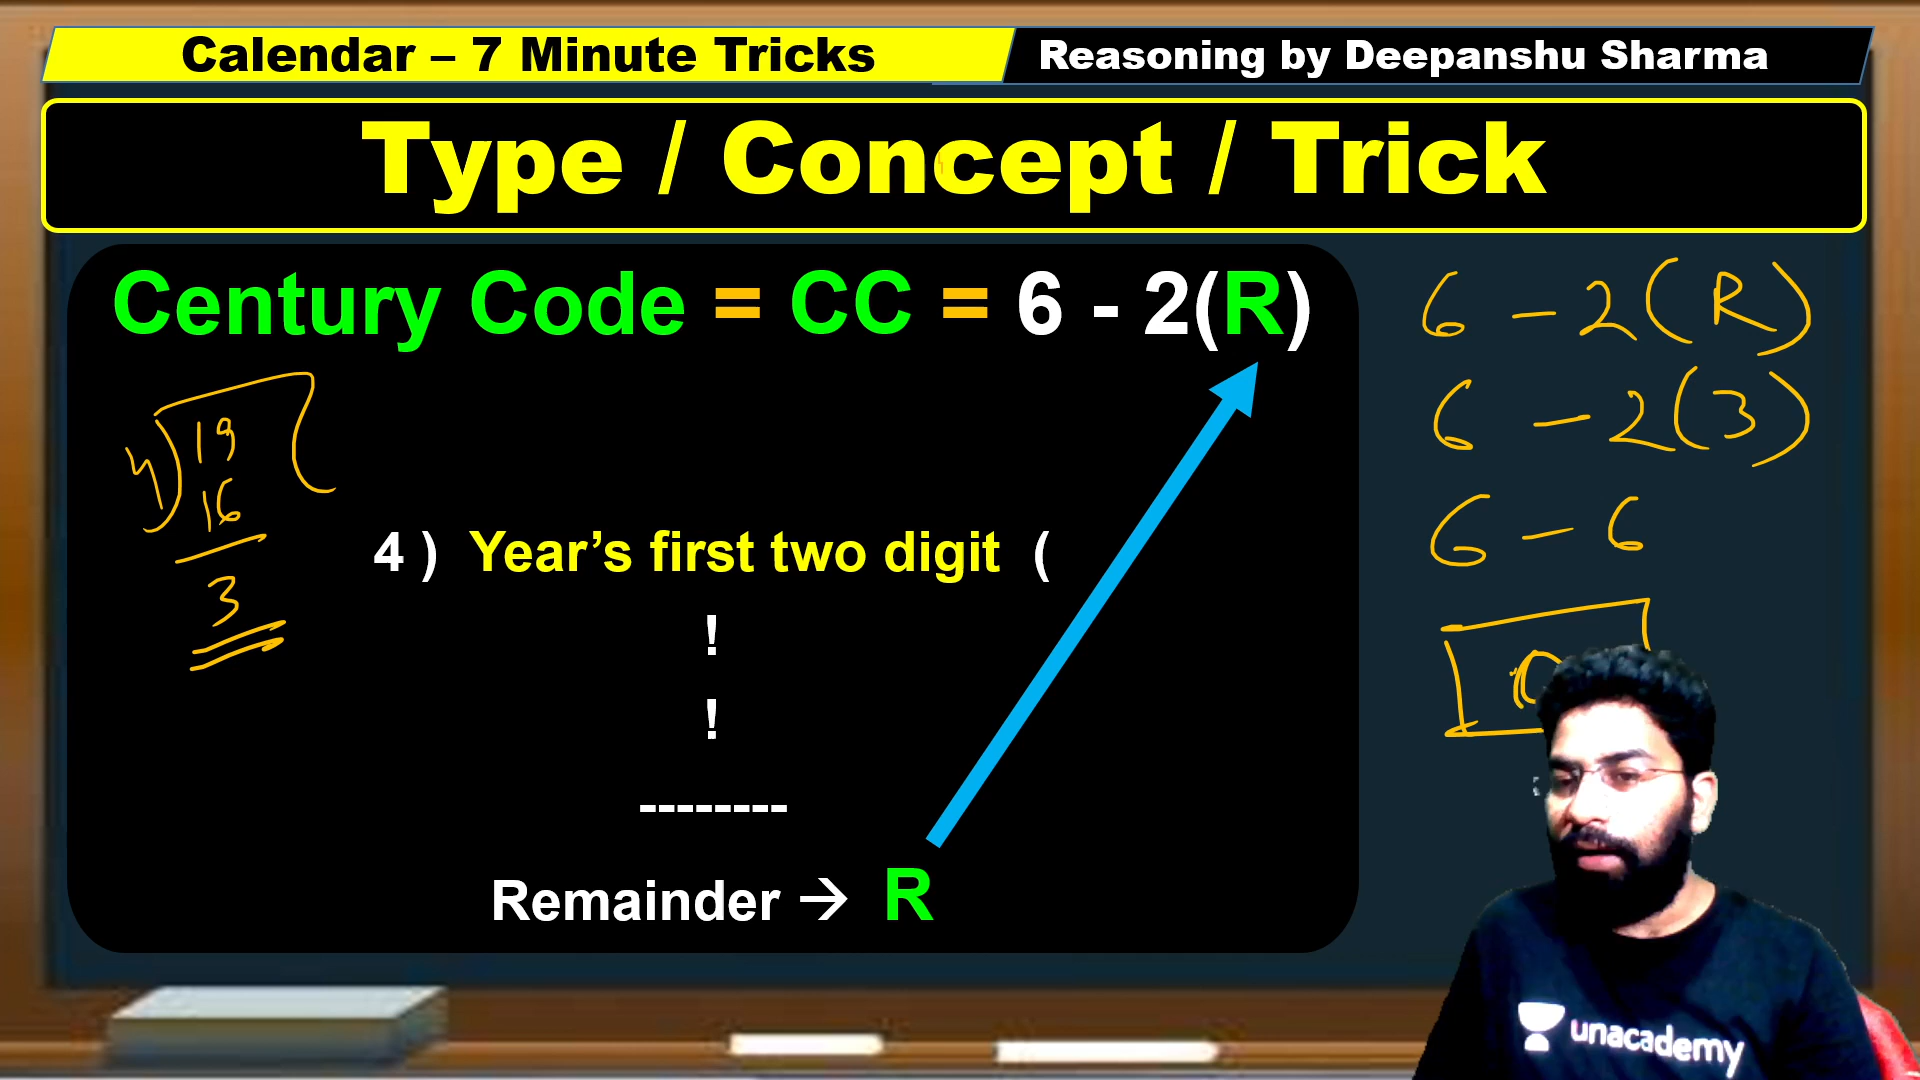 Calendar – 7 Minute Tricks
Reasoning by Deepanshu Sharma
Type / Concept / Trick
Century Code = CC = 6 - 2(R)
4 ) Year’s first two digit (
!
!
--------
Remainder → R
4)19(
16
3
6 - 2(R)
6 - 2(3)
6 - 6
0
unacademy